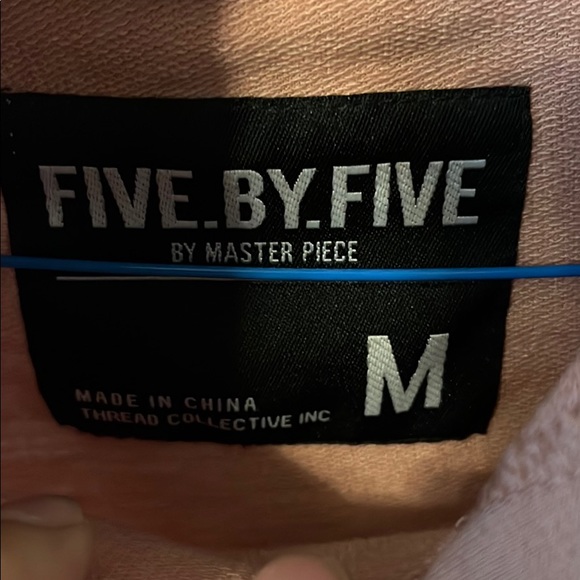 FIVE.BY.FIVE
BY MASTER PIECE
M
MADE IN CHINA
THREAD COLLECTIVE INC